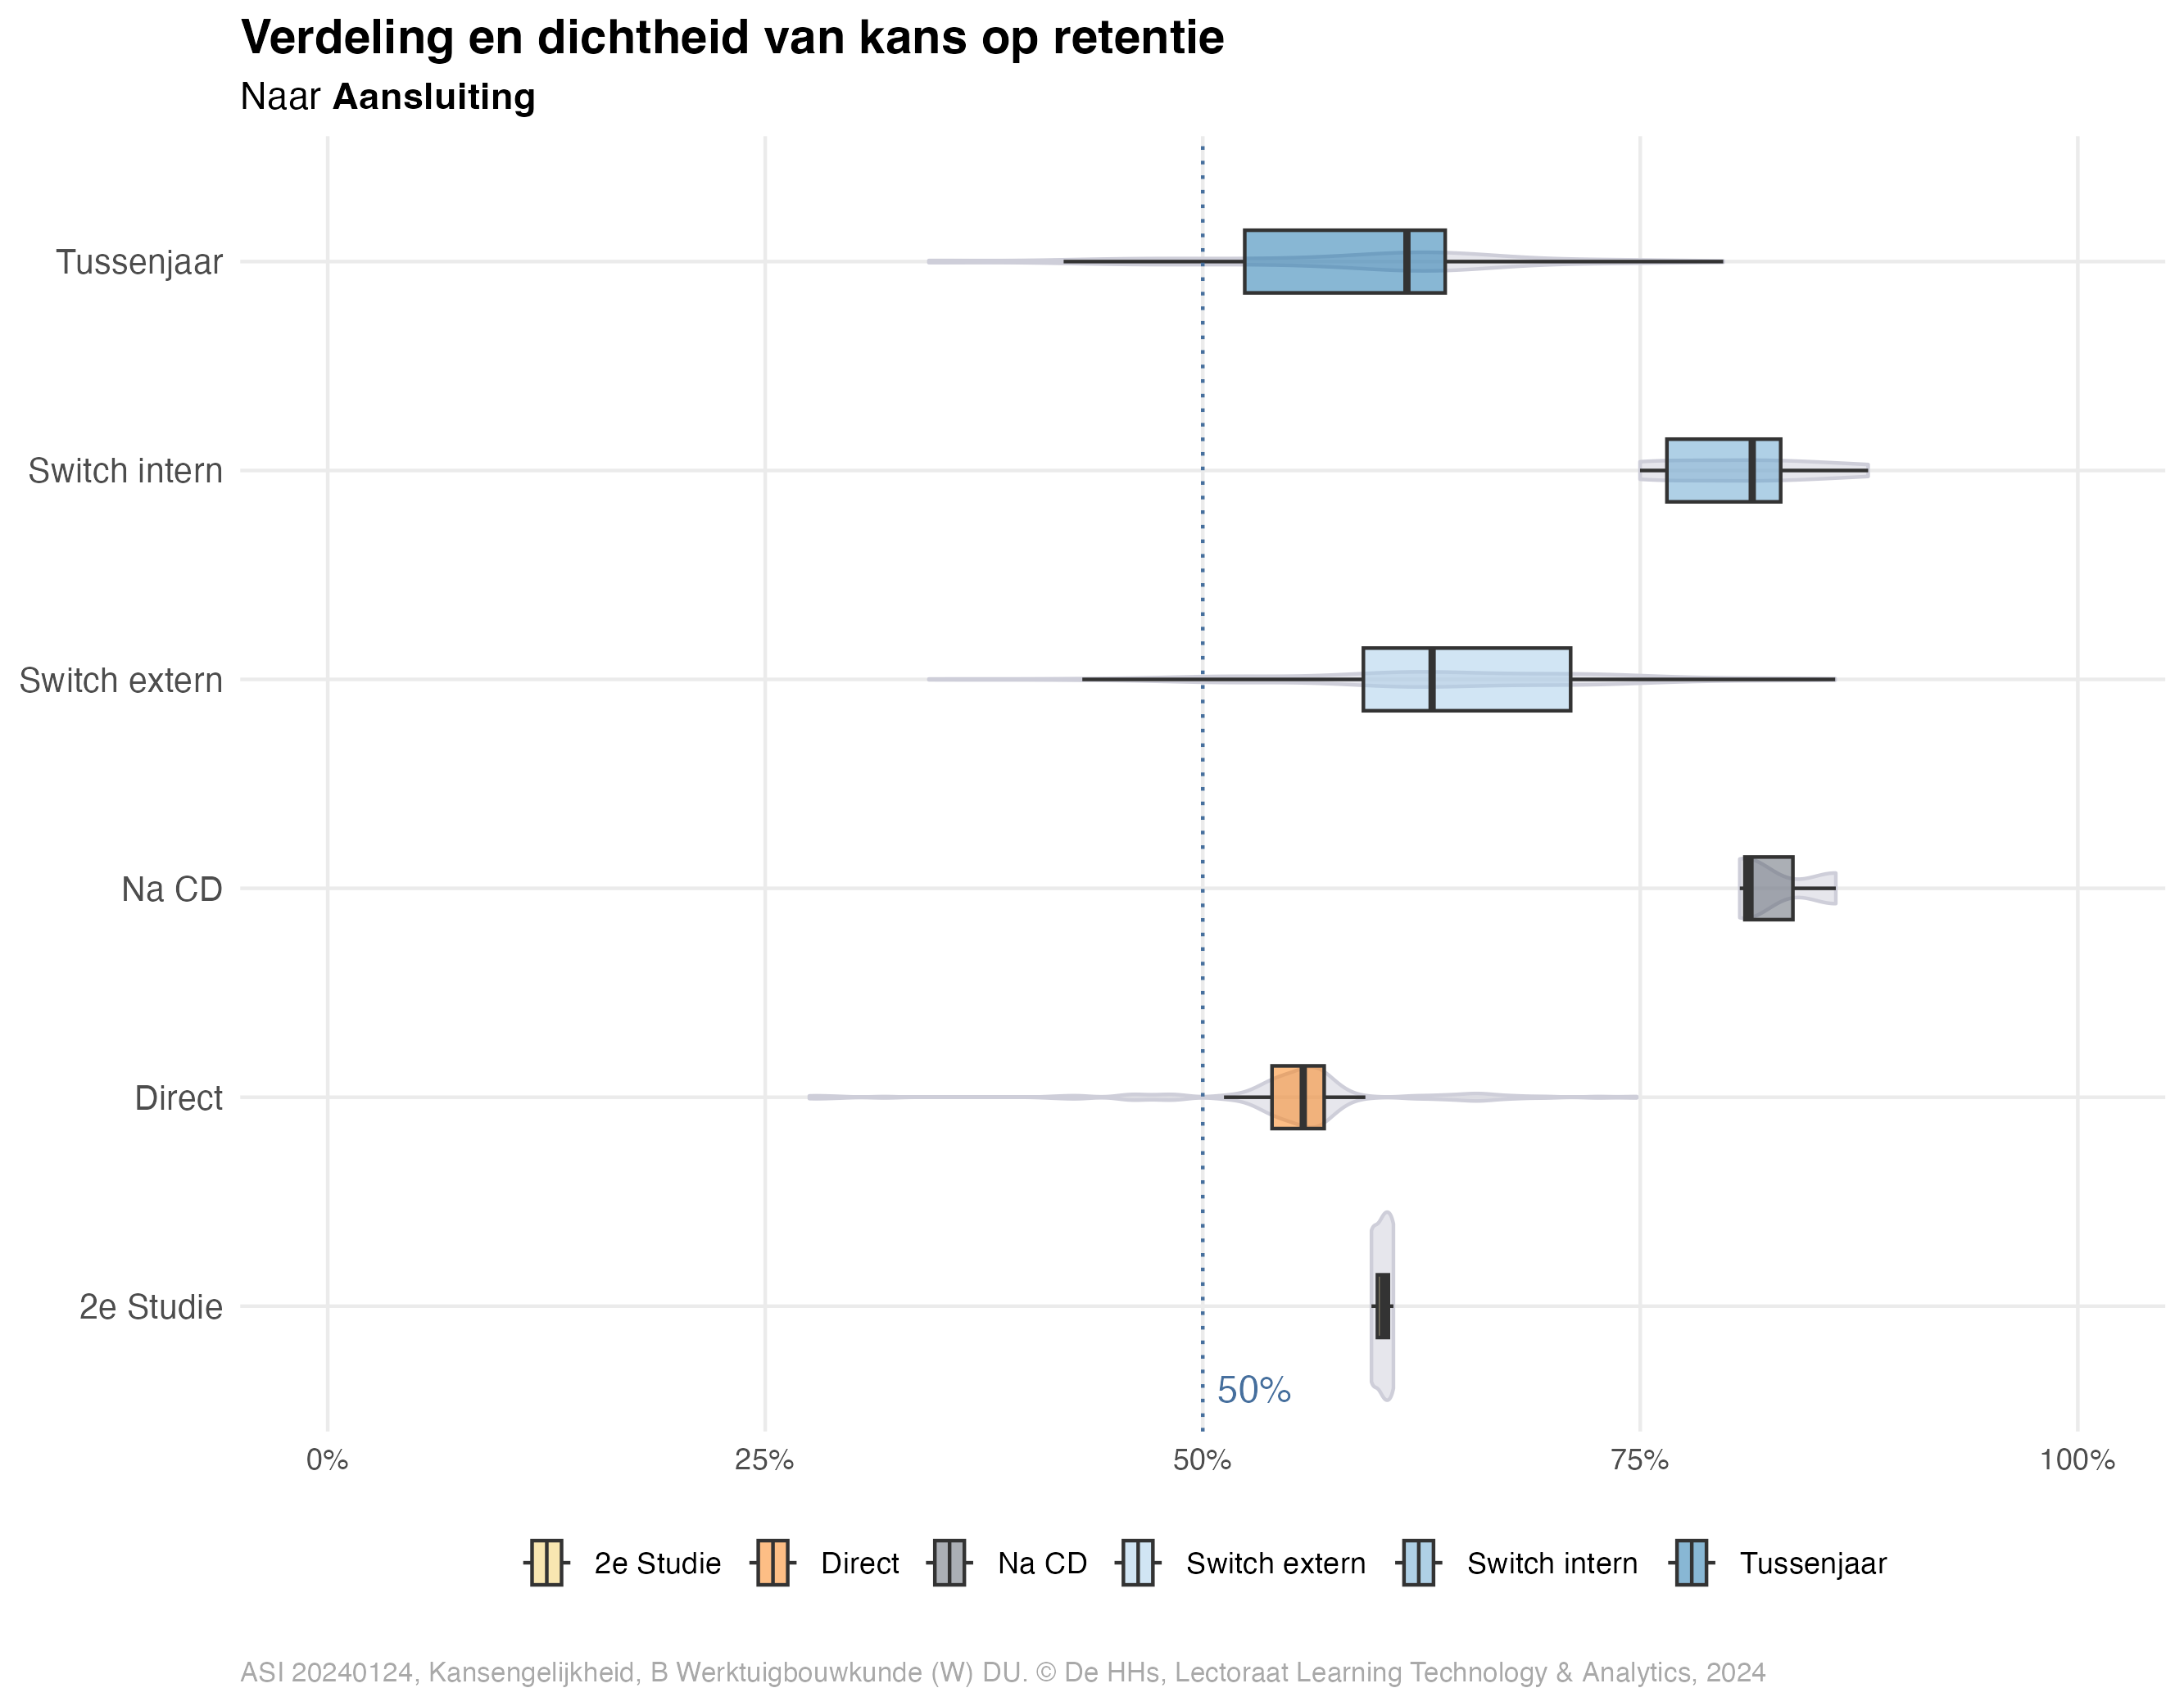 Verdeling en dichtheid van kans op retentie
Naar Aansluiting
Tussenjaar
Switch intern
Switch extern
Na CD
Direct
2e Studie
50%
0% 25% 50% 75% 100%
2e Studie Direct Na CD Switch extern Switch intern Tussenjaar
ASI 20240124, Kansengelijkheid, B Werktuigbouwkunde (W) DU. © De HHs, Lectoraat Learning Technology & Analytics, 2024